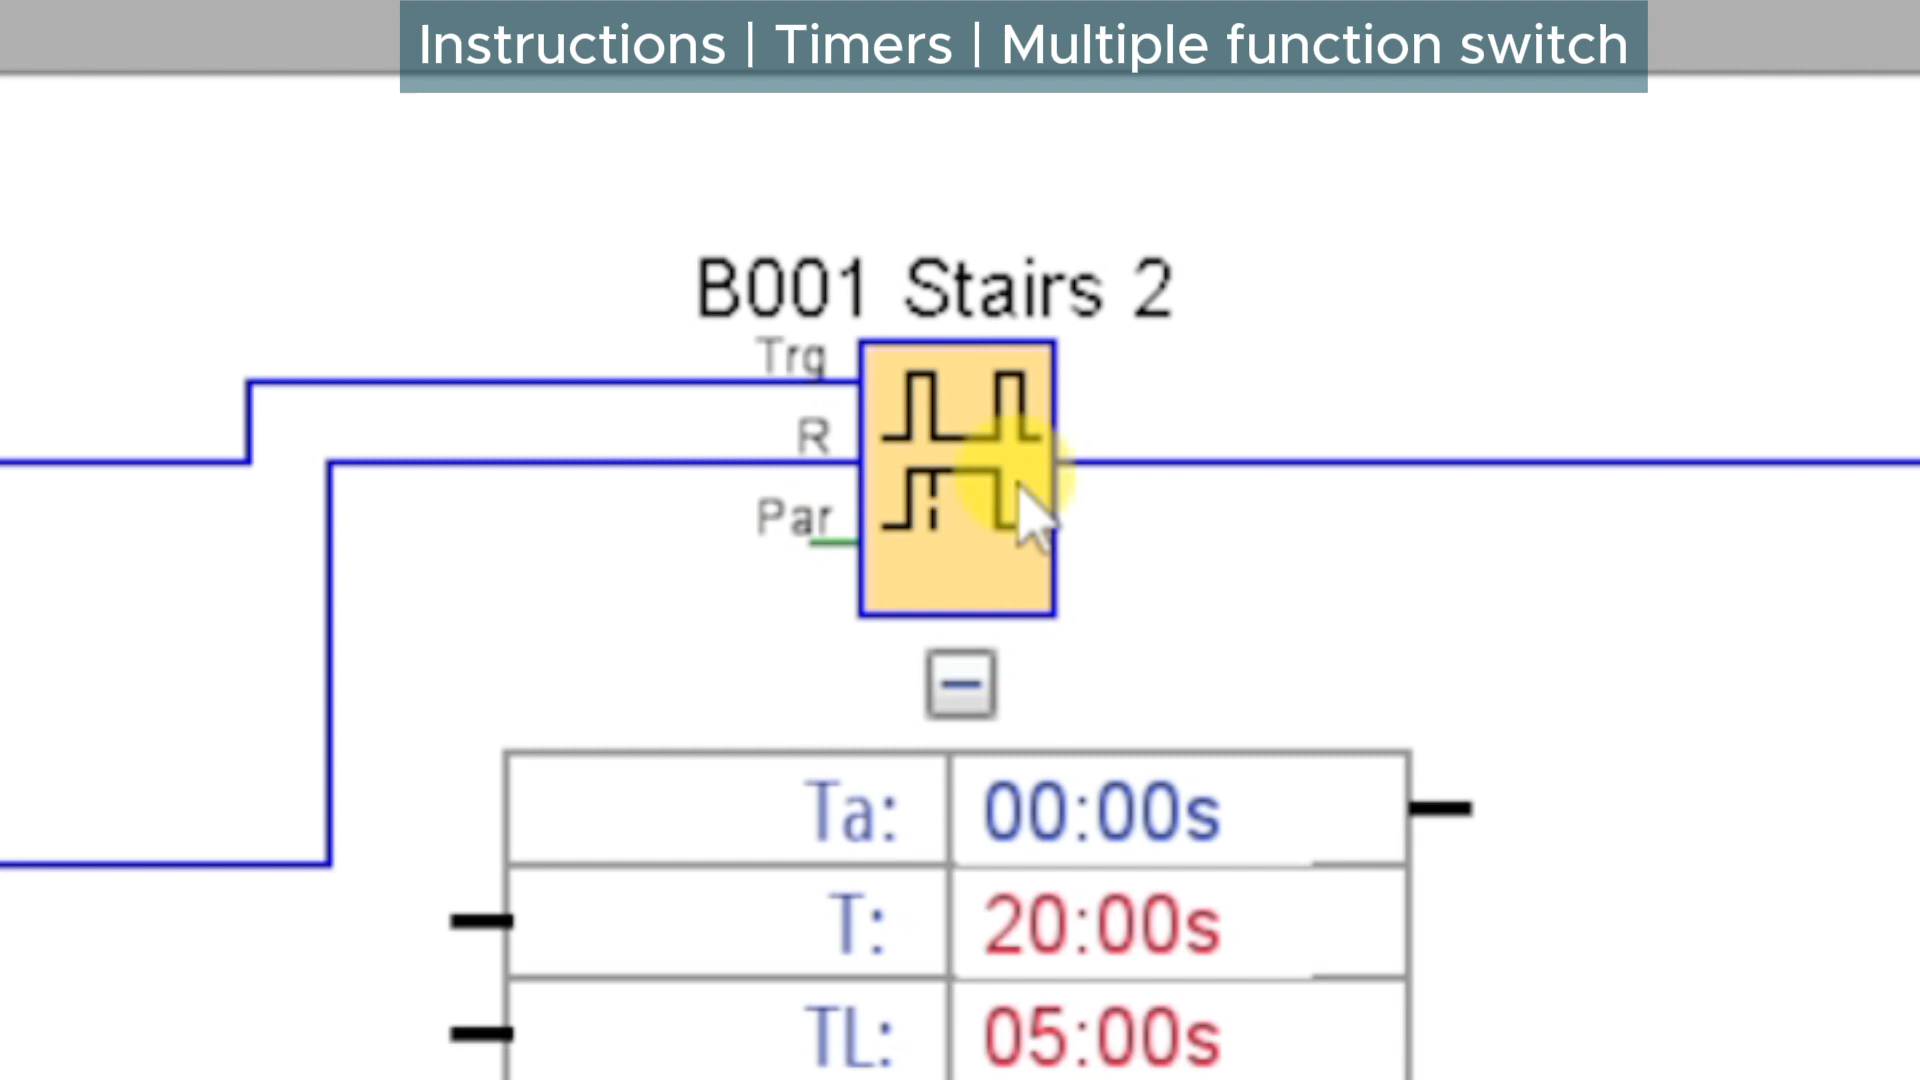 Instructions | Timers | Multiple function switch
B001 Stairs 2
Trg
R
Par
Ta: 00:00s
T: 20:00s
TL: 05:00s